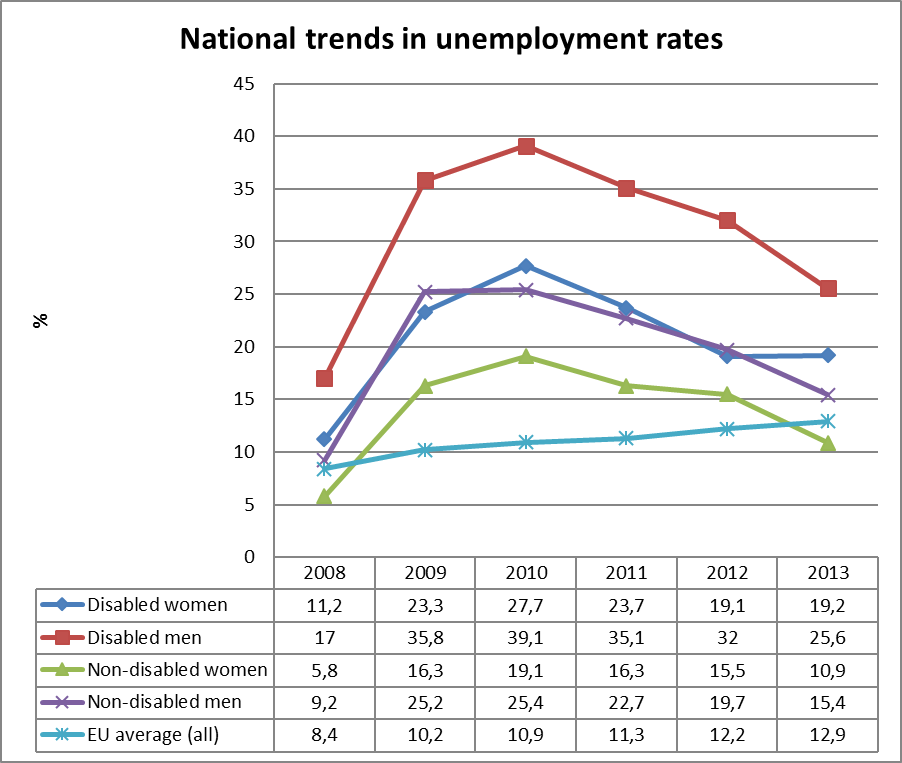 National trends in unemployment rates
45
40
35
30
25
20
15
10
5
0
%
2008 2009 2010 2011 2012 2013
Disabled women 11,2 23,3 27,7 23,7 19,1 19,2
Disabled men 17 35,8 39,1 35,1 32 25,6
Non-disabled women 5,8 16,3 19,1 16,3 15,5 10,9
Non-disabled men 9,2 25,2 25,4 22,7 19,7 15,4
EU average (all) 8,4 10,2 10,9 11,3 12,2 12,9